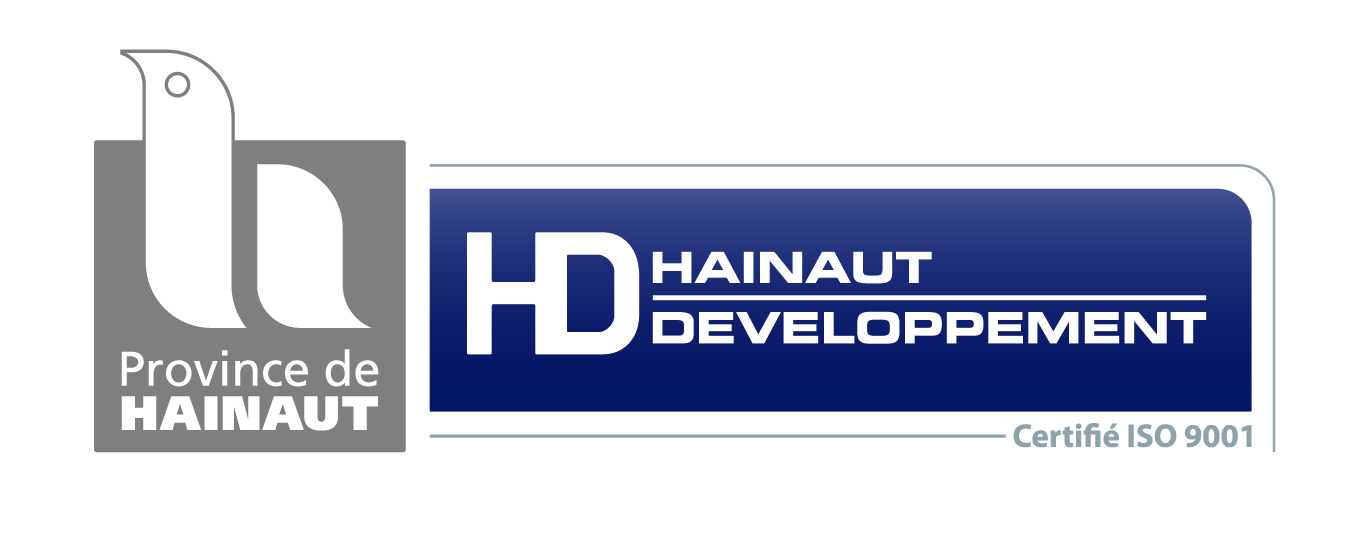 Province de
HAINAUT
HD
HAINAUT
DEVELOPPEMENT
Certifié ISO 9001